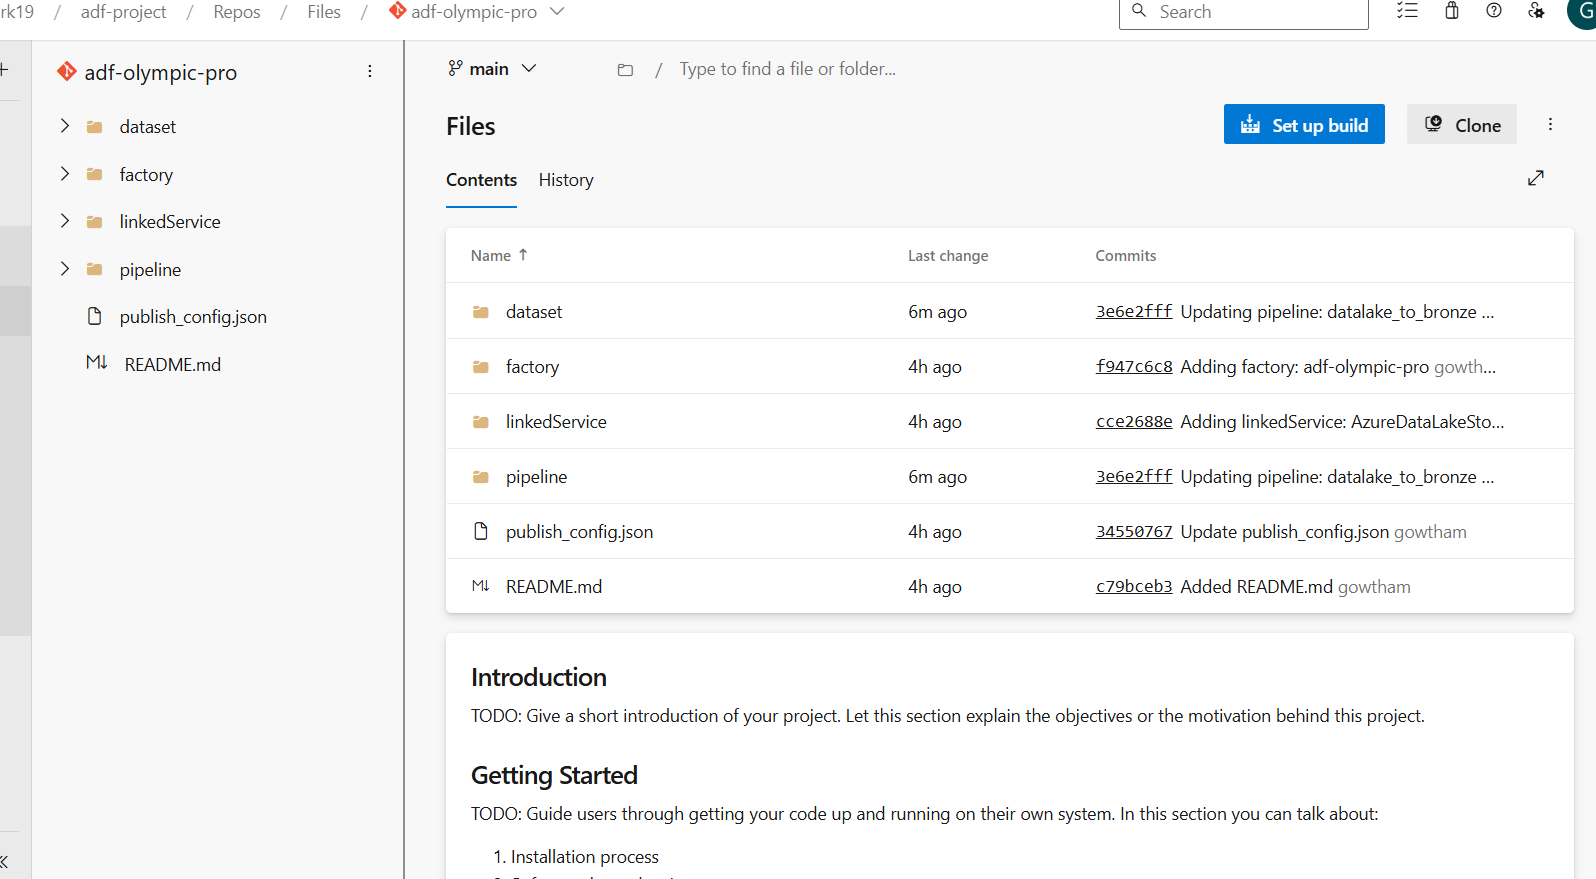 rk19 / adf-project / Repos / Files / adf-olympic-pro
Search
G
adf-olympic-pro
dataset
factory
linkedService
pipeline
publish_config.json
README.md
main / Type to find a file or folder...
Files
Set up build
Clone
Contents History
Name ↑ Last change Commits
dataset 6m ago 3e6e2fff Updating pipeline: datalake_to_bronze ...
factory 4h ago f947c6c8 Adding factory: adf-olympic-pro gowth...
linkedService 4h ago cce2688e Adding linkedService: AzureDataLakeSto...
pipeline 6m ago 3e6e2fff Updating pipeline: datalake_to_bronze ...
publish_config.json 4h ago 34550767 Update publish_config.json gowtham
README.md 4h ago c79bceb3 Added README.md gowtham
Introduction
TODO: Give a short introduction of your project. Let this section explain the objectives or the motivation behind this project.
Getting Started
TODO: Guide users through getting your code up and running on their own system. In this section you can talk about:
1. Installation process